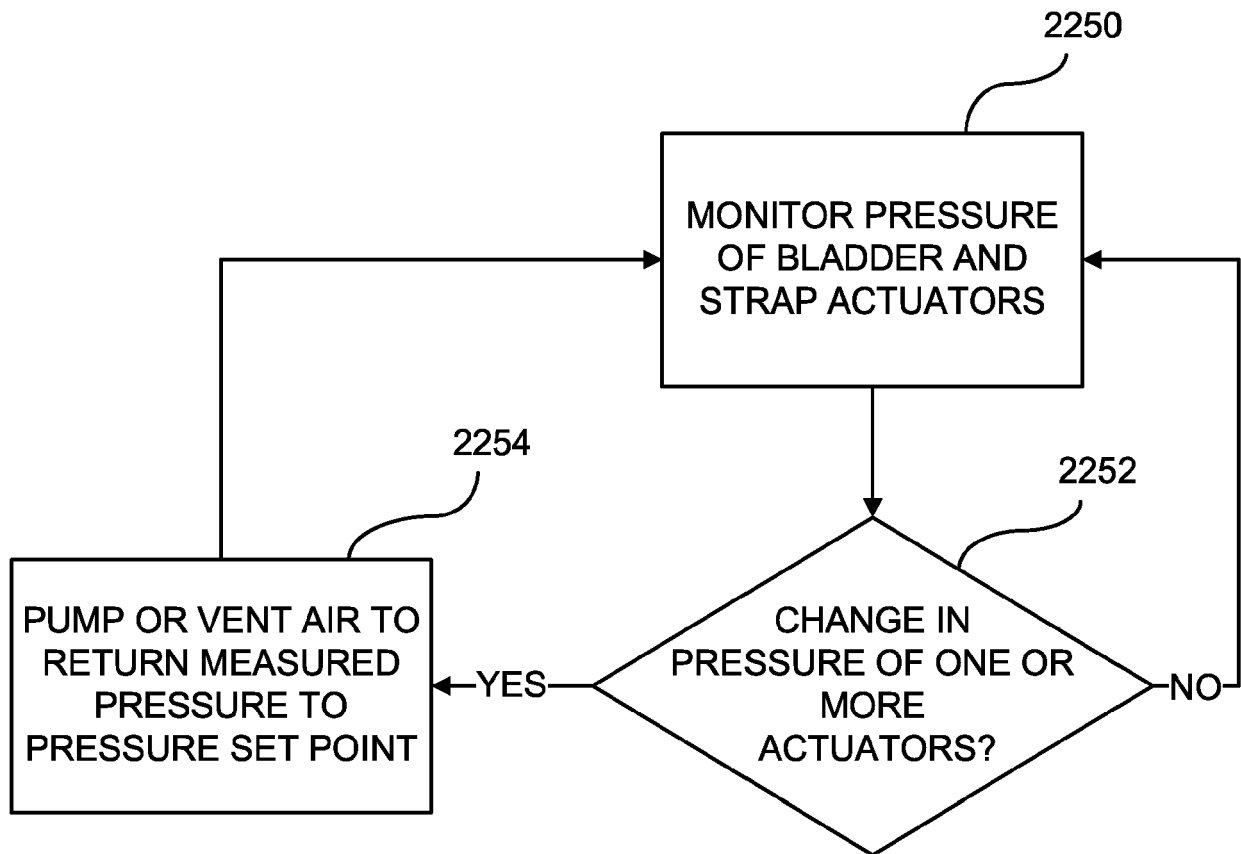 2250
MONITOR PRESSURE
OF BLADDER AND
STRAP ACTUATORS
2254
2252
PUMP OR VENT AIR TO
RETURN MEASURED
PRESSURE TO
PRESSURE SET POINT
YES
CHANGE IN
PRESSURE OF ONE OR
MORE
ACTUATORS?
NO